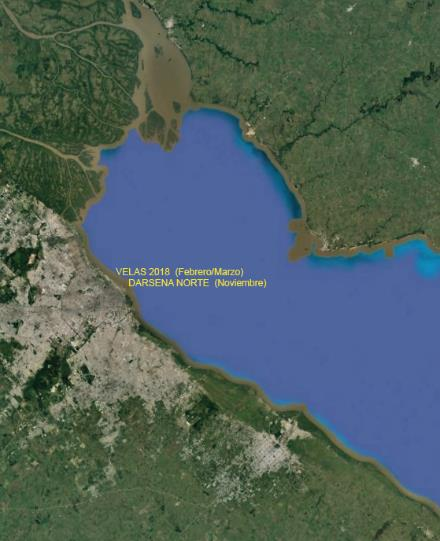 VELAS 2018 (Febrero/Marzo)
DARSENA NORTE (Noviembre)